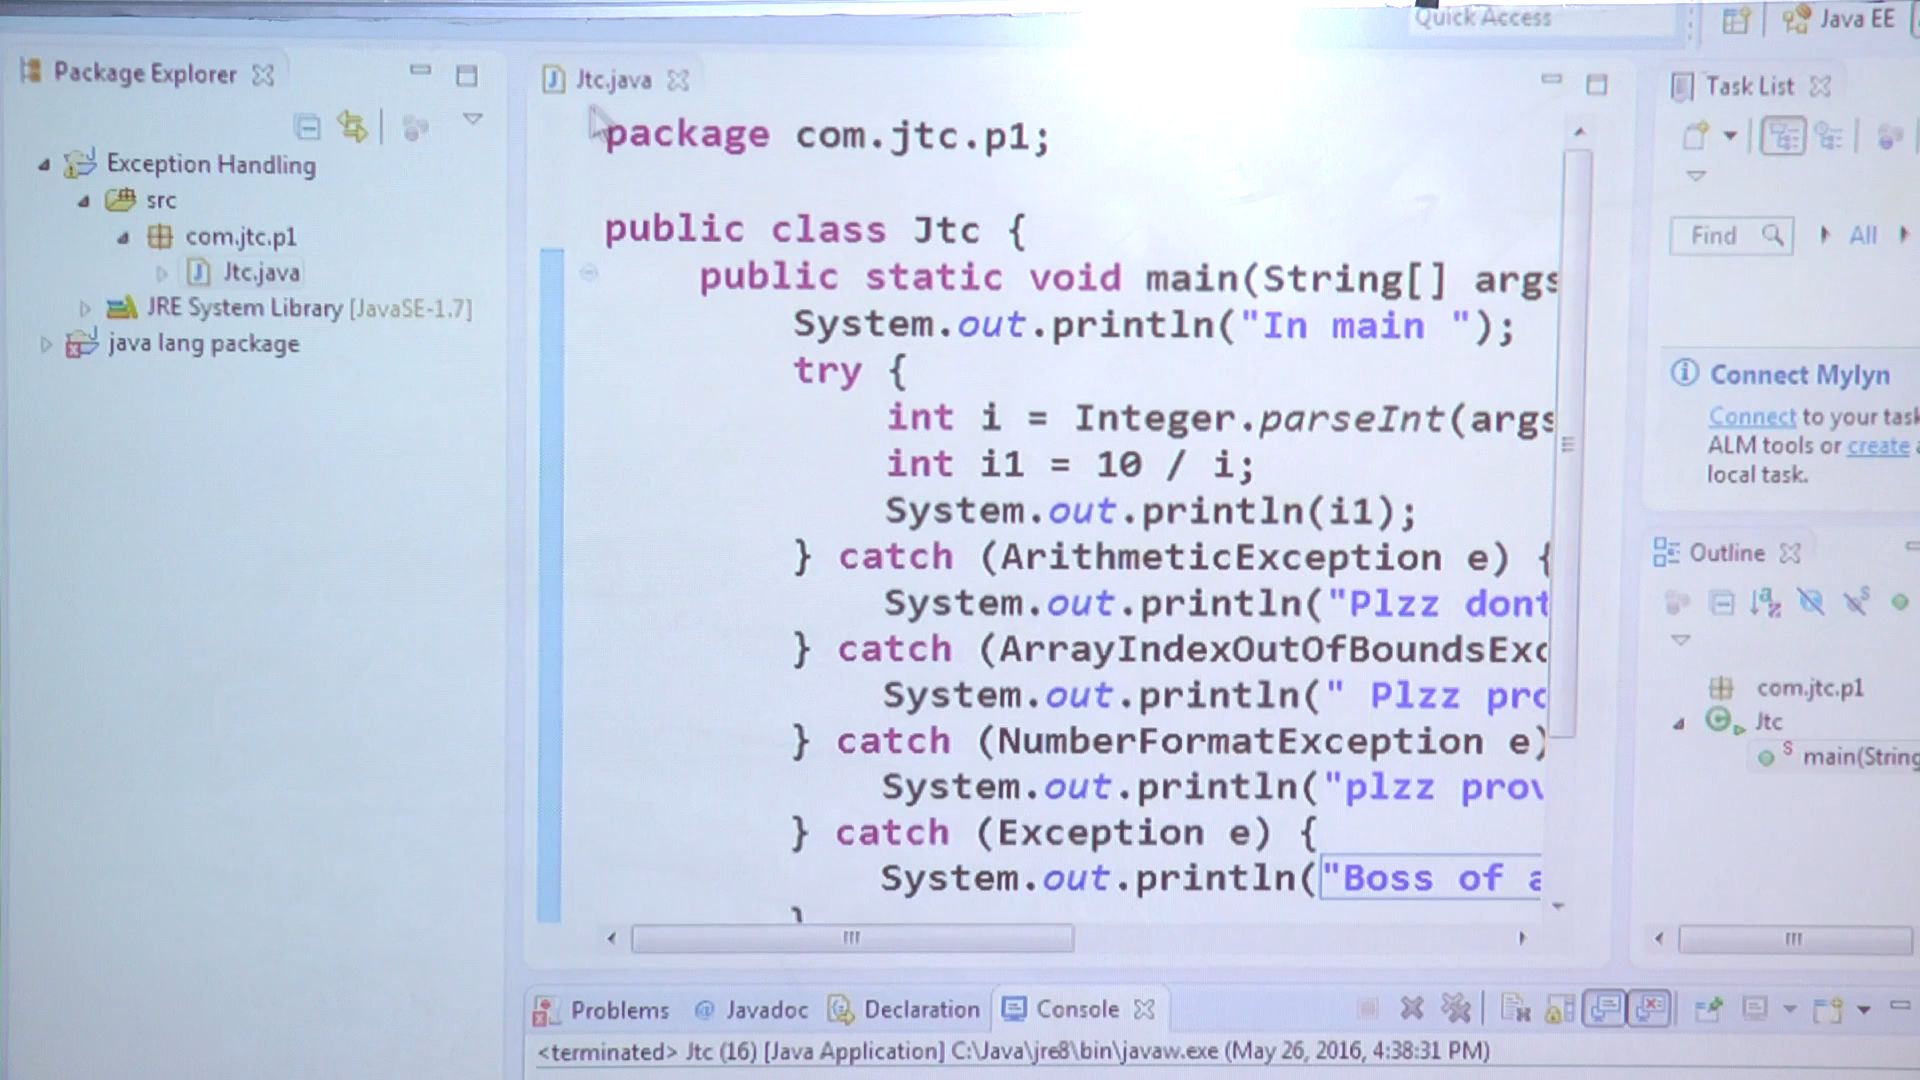 Quick Access
Java EE
Package Explorer
Exception Handling
src
com.jtc.p1
Jtc.java
JRE System Library [JavaSE-1.7]
java lang package
Jtc.java
package com.jtc.p1;
public class Jtc {
public static void main(String[] args
System.out.println("In main ");
try {
int i = Integer.parseInt(args
int i1 = 10 / i;
System.out.println(i1);
} catch (ArithmeticException e) {
System.out.println("Plzz dont
} catch (ArrayIndexOutOfBoundsExc
System.out.println(" Plzz pro
} catch (NumberFormatException e)
System.out.println("plzz prov
} catch (Exception e) {
System.out.println("Boss of a
}
Task List
Find
All
Connect Mylyn
Connect to your task
ALM tools or create a
local task.
Outline
com.jtc.p1
Jtc
main(String
Problems
Javadoc
Declaration
Console
<terminated> Jtc (16) [Java Application] C:\Java\jre8\bin\javaw.exe (May 26, 2016, 4:38:31 PM)